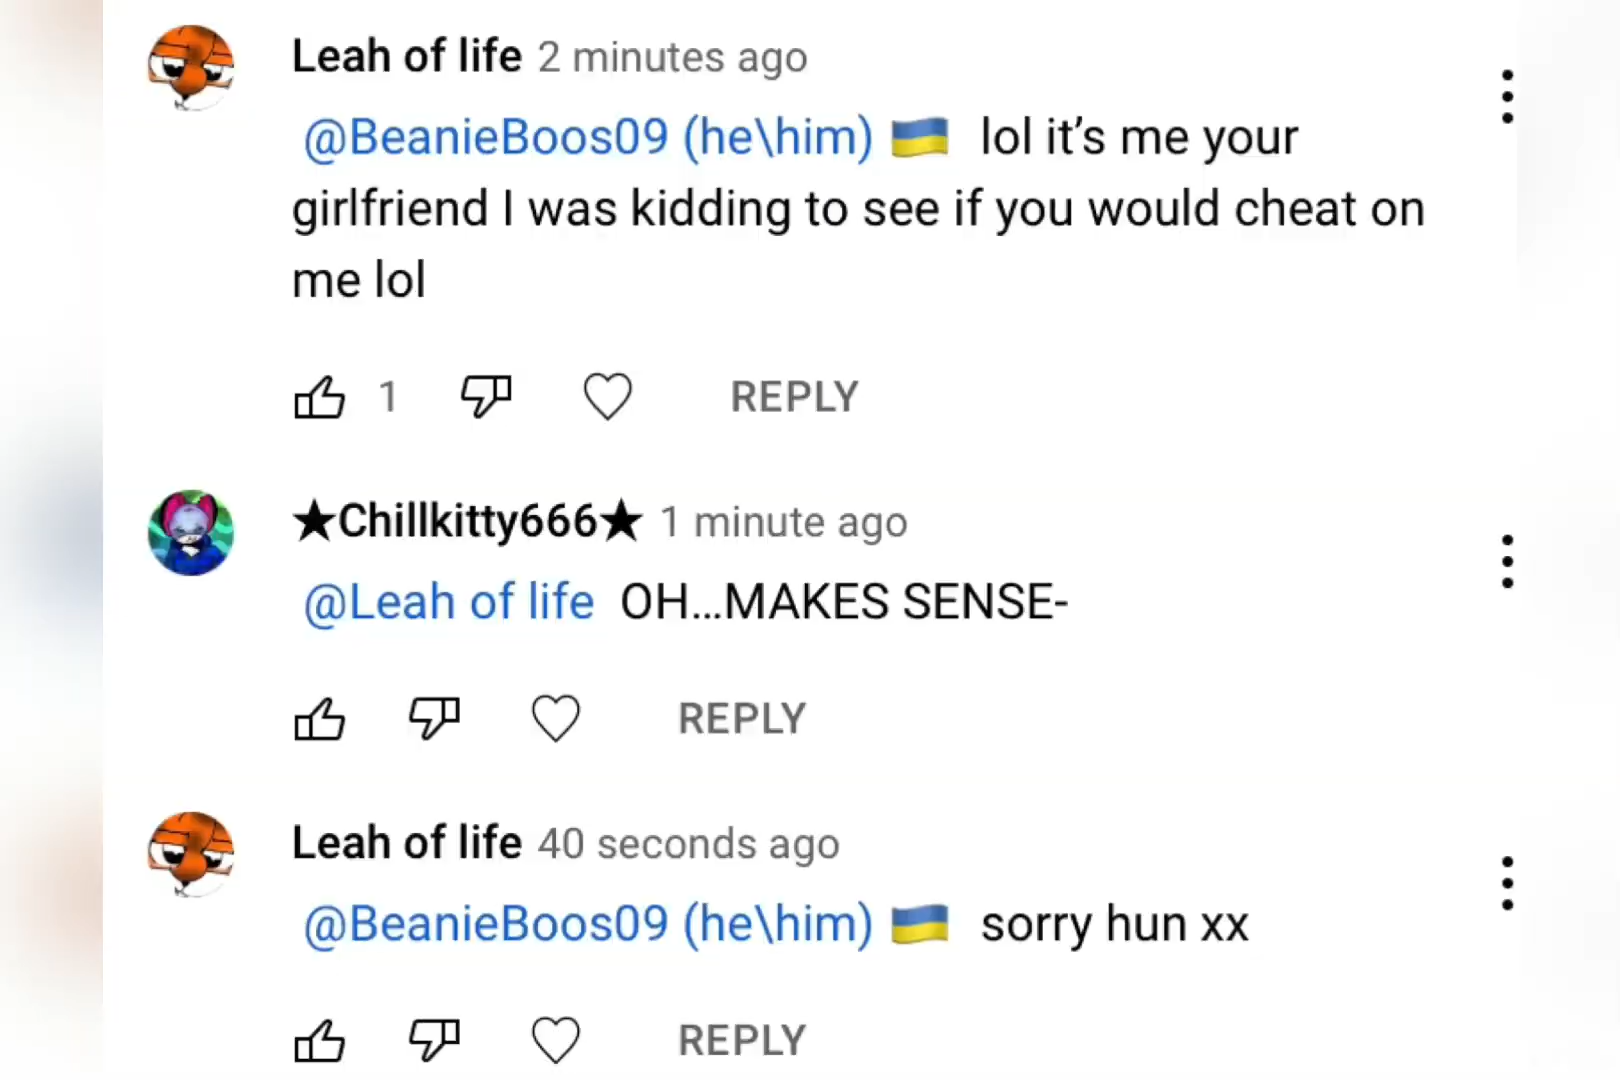 Leah of life 2 minutes ago
@BeanieBoos09 (he\him) 🇺🇦 lol it’s me your
girlfriend I was kidding to see if you would cheat on
me lol
1 REPLY
★Chillkitty666★ 1 minute ago
@Leah of life OH...MAKES SENSE-
REPLY
Leah of life 40 seconds ago
@BeanieBoos09 (he\him) 🇺🇦 sorry hun xx
REPLY